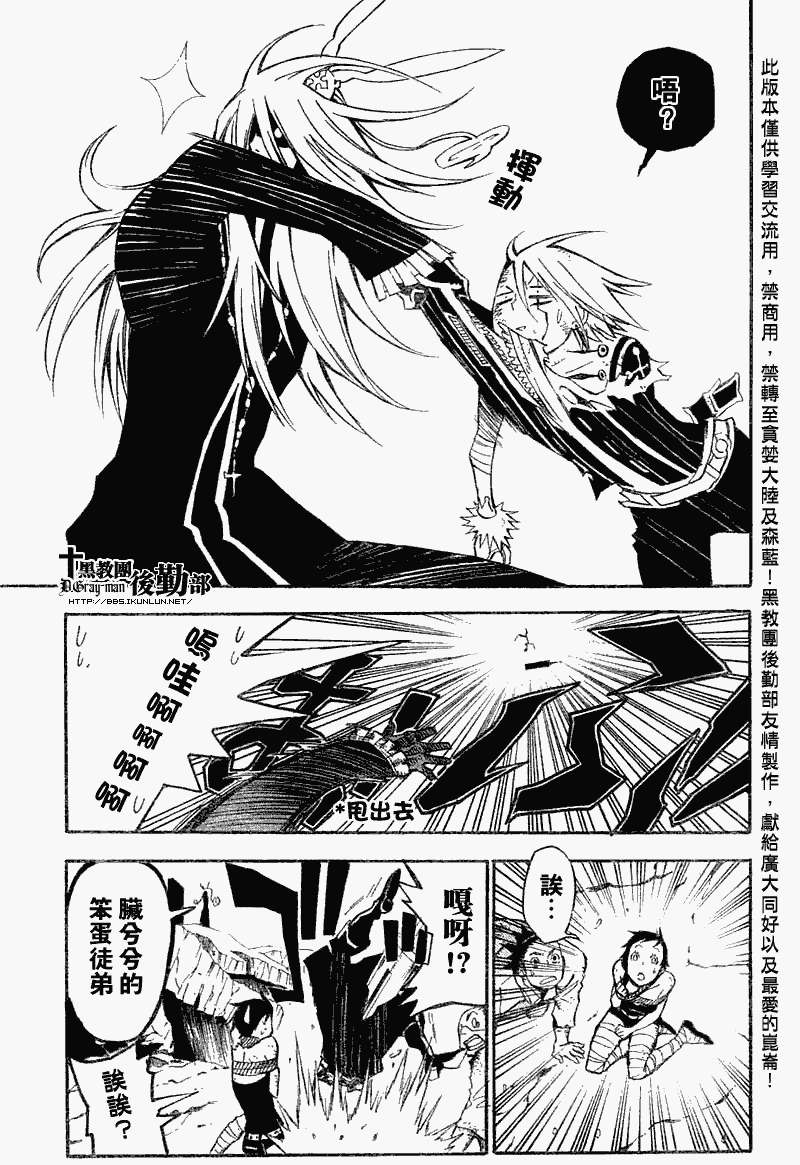 唔？
揮動
此版本僅供學習交流用，禁商用，禁轉至貪婪大陸及森藍！黑教團後勤部友情製作，獻給廣大同好以及最愛的崑崙！
黑教團
D.Gray-man
後勤部
HTTP://BBS.IKUNLUN.NET/
嗚哇啊啊啊啊
*甩出去
誒…
嘎呀!?
臟兮兮的
笨蛋徒弟
誒誒？